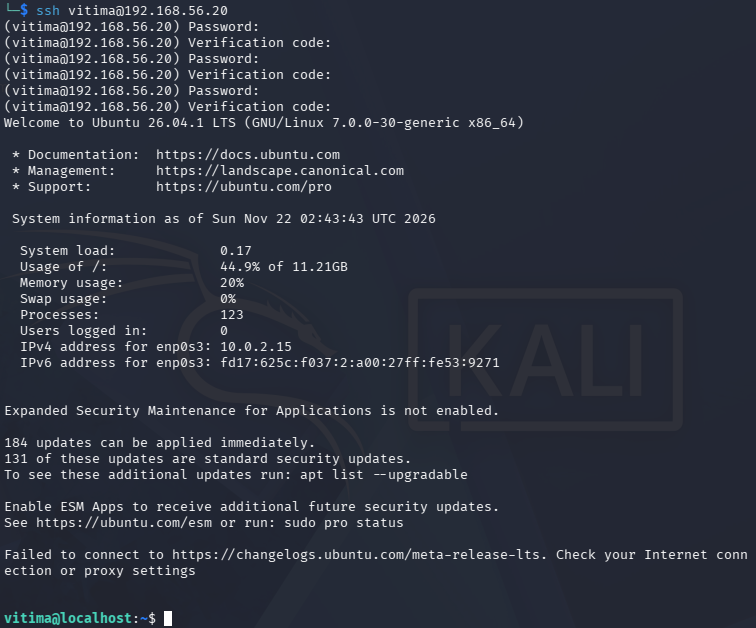 └─$ ssh vitima@192.168.56.20
(vitima@192.168.56.20) Password:
(vitima@192.168.56.20) Verification code:
(vitima@192.168.56.20) Password:
(vitima@192.168.56.20) Verification code:
(vitima@192.168.56.20) Password:
(vitima@192.168.56.20) Verification code:
Welcome to Ubuntu 26.04.1 LTS (GNU/Linux 7.0.0-30-generic x86_64)

 * Documentation:  https://docs.ubuntu.com
 * Management:     https://landscape.canonical.com
 * Support:        https://ubuntu.com/pro

 System information as of Sun Nov 22 02:43:43 UTC 2026

  System load:             0.17
  Usage of /:              44.9% of 11.21GB
  Memory usage:            20%
  Swap usage:              0%
  Processes:               123
  Users logged in:         0
  IPv4 address for enp0s3: 10.0.2.15
  IPv6 address for enp0s3: fd17:625c:f037:2:a00:27ff:fe53:9271

KALI

Expanded Security Maintenance for Applications is not enabled.

184 updates can be applied immediately.
131 of these updates are standard security updates.
To see these additional updates run: apt list --upgradable

Enable ESM Apps to receive additional future security updates.
See https://ubuntu.com/esm or run: sudo pro status

Failed to connect to https://changelogs.ubuntu.com/meta-release-lts. Check your Internet conn
ection or proxy settings

vitima@localhost:~$